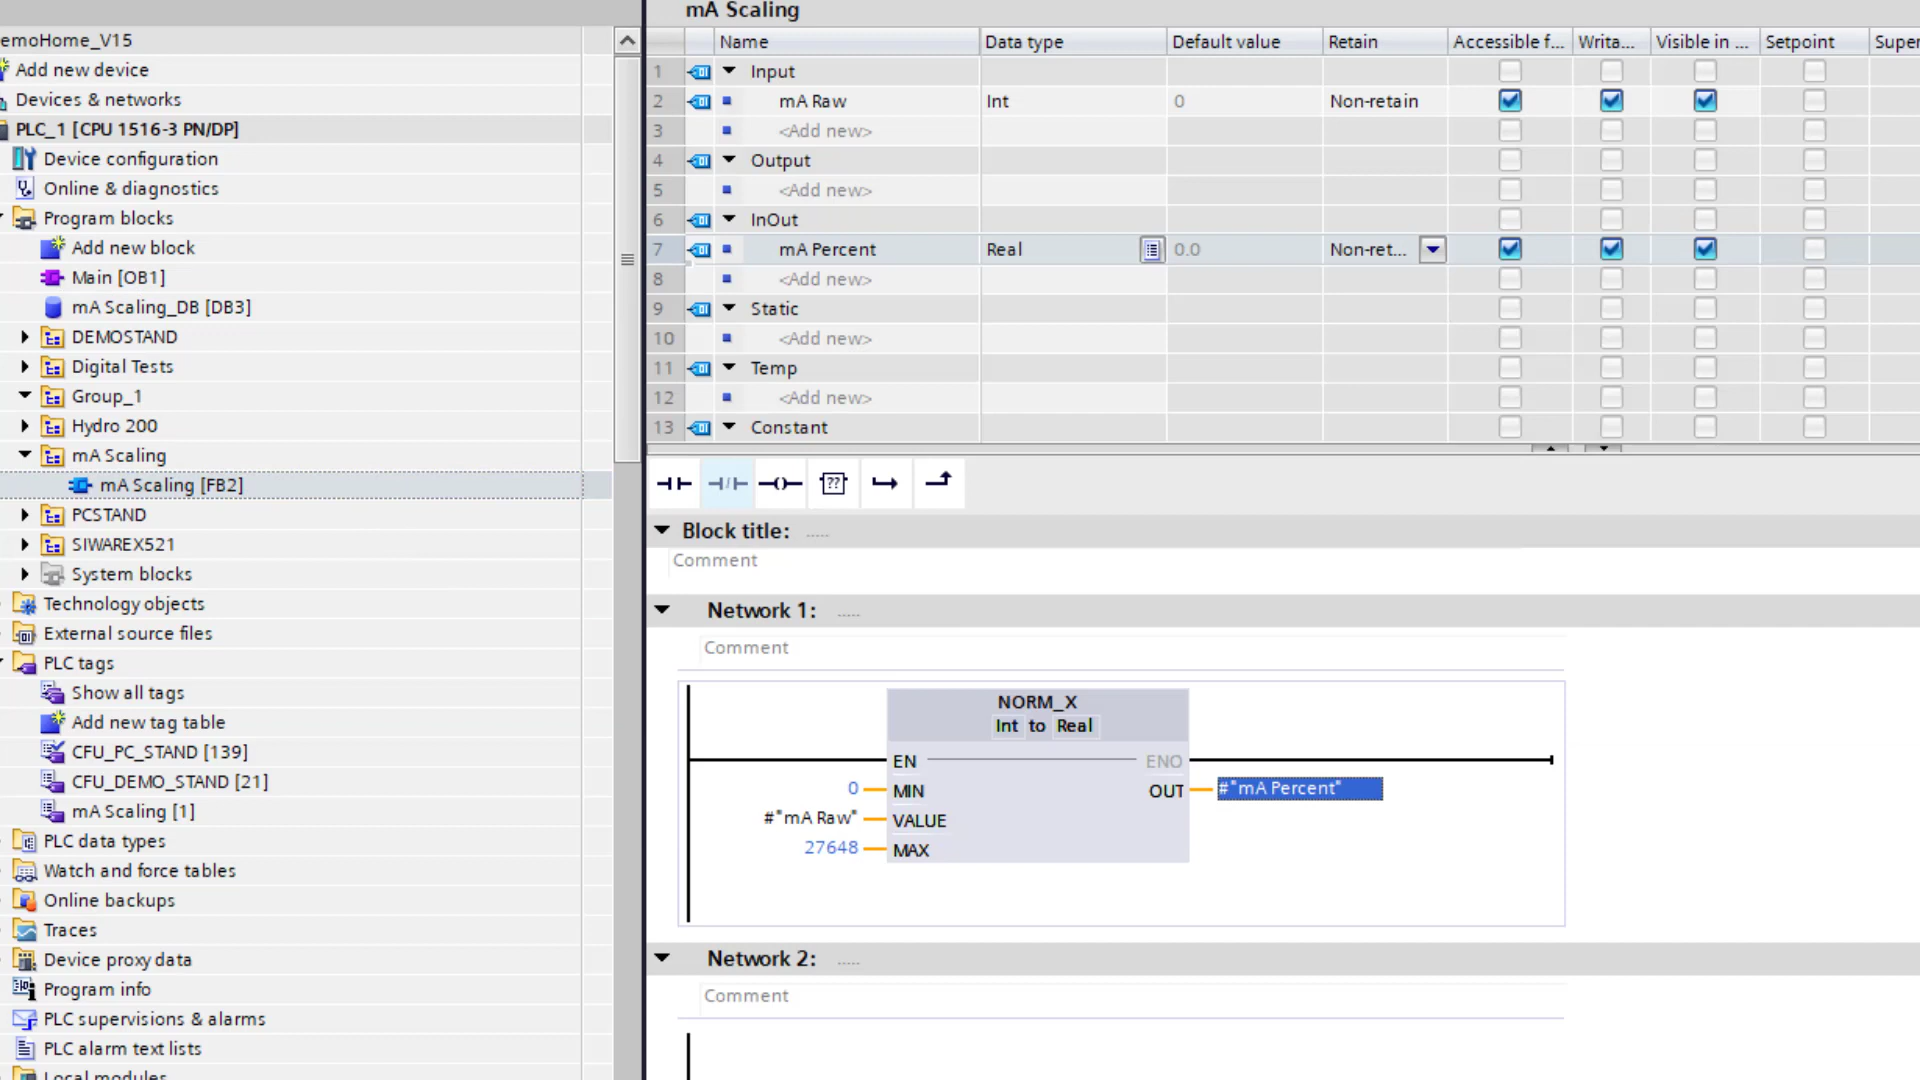 emoHome_V15
Add new device
Devices & networks
PLC_1 [CPU 1516-3 PN/DP]
Device configuration
Online & diagnostics
Program blocks
Add new block
Main [OB1]
mA Scaling_DB [DB3]
DEMOSTAND
Digital Tests
Group_1
Hydro 200
mA Scaling
mA Scaling [FB2]
PCSTAND
SIWAREX521
System blocks
Technology objects
External source files
PLC tags
Show all tags
Add new tag table
CFU_PC_STAND [139]
CFU_DEMO_STAND [21]
mA Scaling [1]
PLC data types
Watch and force tables
Online backups
Traces
Device proxy data
Program info
PLC supervisions & alarms
PLC alarm text lists
Local modules
mA Scaling
Name Data type Default value Retain Accessible f... Writa... Visible in ... Setpoint Super
1 Input
2 mA Raw Int 0 Non-retain
3 <Add new>
4 Output
5 <Add new>
6 InOut
7 mA Percent Real 0.0 Non-ret...
8 <Add new>
9 Static
10 <Add new>
11 Temp
12 <Add new>
13 Constant
??
Block title: .....
Comment
Network 1: .....
Comment
NORM_X
Int to Real
EN ENO
0 MIN OUT #"mA Percent"
#"mA Raw" VALUE
27648 MAX
Network 2: .....
Comment